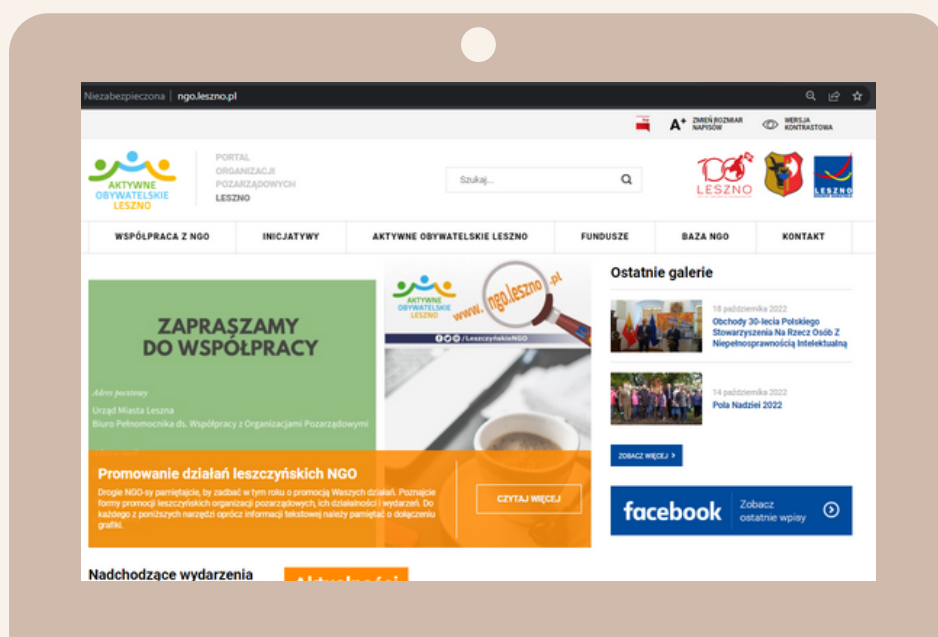 Niezabezpieczona | ngo.leszno.pl
A+ ZMIEŃ ROZMIAR
NAPISÓW
WERSJA
KONTRASTOWA
AKTYWNE
OBYWATELSKIE
LESZNO
PORTAL
ORGANIZACJI
POZARZĄDOWYCH
LESZNO
Szukaj...
100
LESZNO
LESZNO
WSPÓŁPRACA Z NGO
INICJATYWY
AKTYWNE OBYWATELSKIE LESZNO
FUNDUSZE
BAZA NGO
KONTAKT
ZAPRASZAMY
DO WSPÓŁPRACY
Adres pocztowy
Urząd Miasta Leszna
Biuro Pełnomocnika ds. Współpracy z Organizacjami Pozarządowymi
AKTYWNE
OBYWATELSKIE
LESZNO
www. ngo.leszno .pl
/LeszczyńskieNGO
Promowanie działań leszczyńskich NGO
Drogie NGO-sy pamiętajcie, by zadbać w tym roku o promocję Waszych działań. Poznajcie
formy promocji leszczyńskich organizacji pozarządowych, ich działalności i wydarzeń. Do
każdego z poniższych narzędzi oprócz informacji tekstowej należy pamiętać o dołączeniu
grafiki.
CZYTAJ WIĘCEJ
Ostatnie galerie
18 października 2022
Obchody 30-lecia Polskiego
Stowarzyszenia Na Rzecz Osób Z
Niepełnosprawnością Intelektualną
14 października 2022
Pola Nadziei 2022
ZOBACZ WIĘCEJ >
facebook
Zobacz
ostatnie wpisy
Nadchodzące wydarzenia
Aktualności